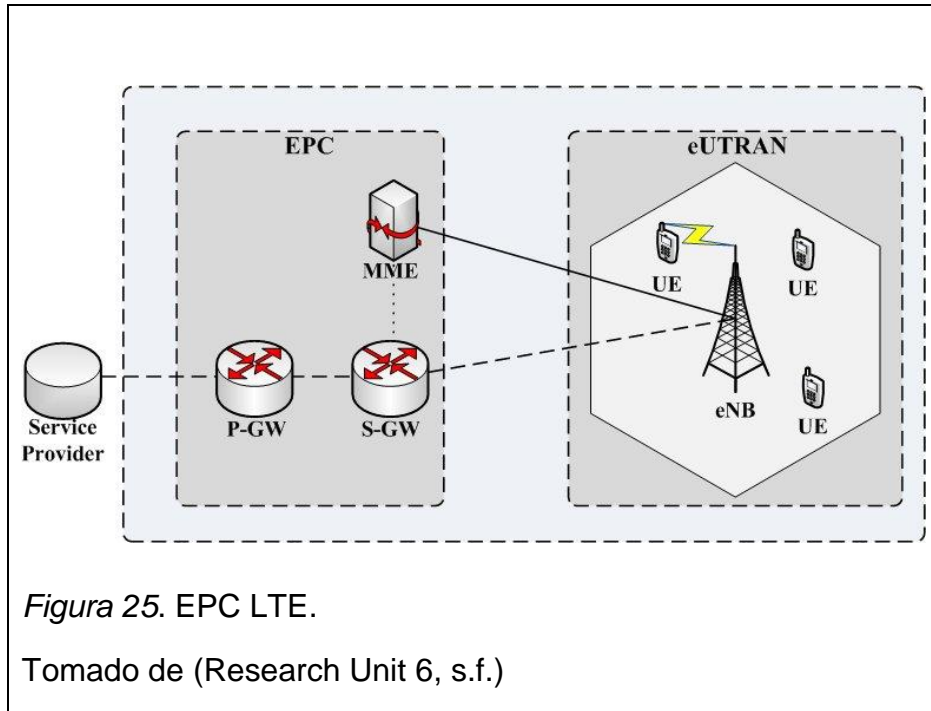 EPC
eUTRAN
MME
UE
UE
Service
Provider
P-GW
S-GW
eNB
UE
Figura 25. EPC LTE.
Tomado de (Research Unit 6, s.f.)